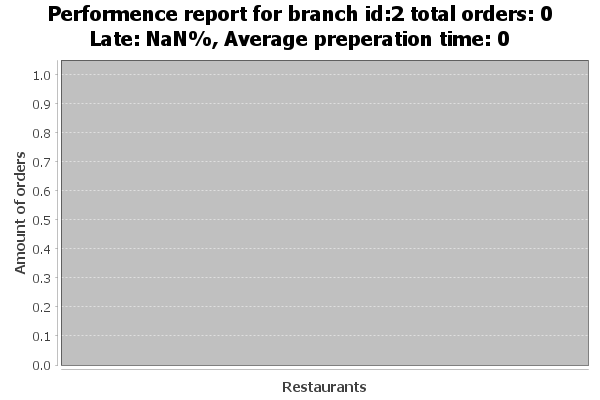 Performence report for branch id:2 total orders: 0
Late: NaN%, Average preperation time: 0
1.0
0.9
0.8
0.7
0.6
0.5
0.4
0.3
0.2
0.1
0.0
Amount of orders
Restaurants